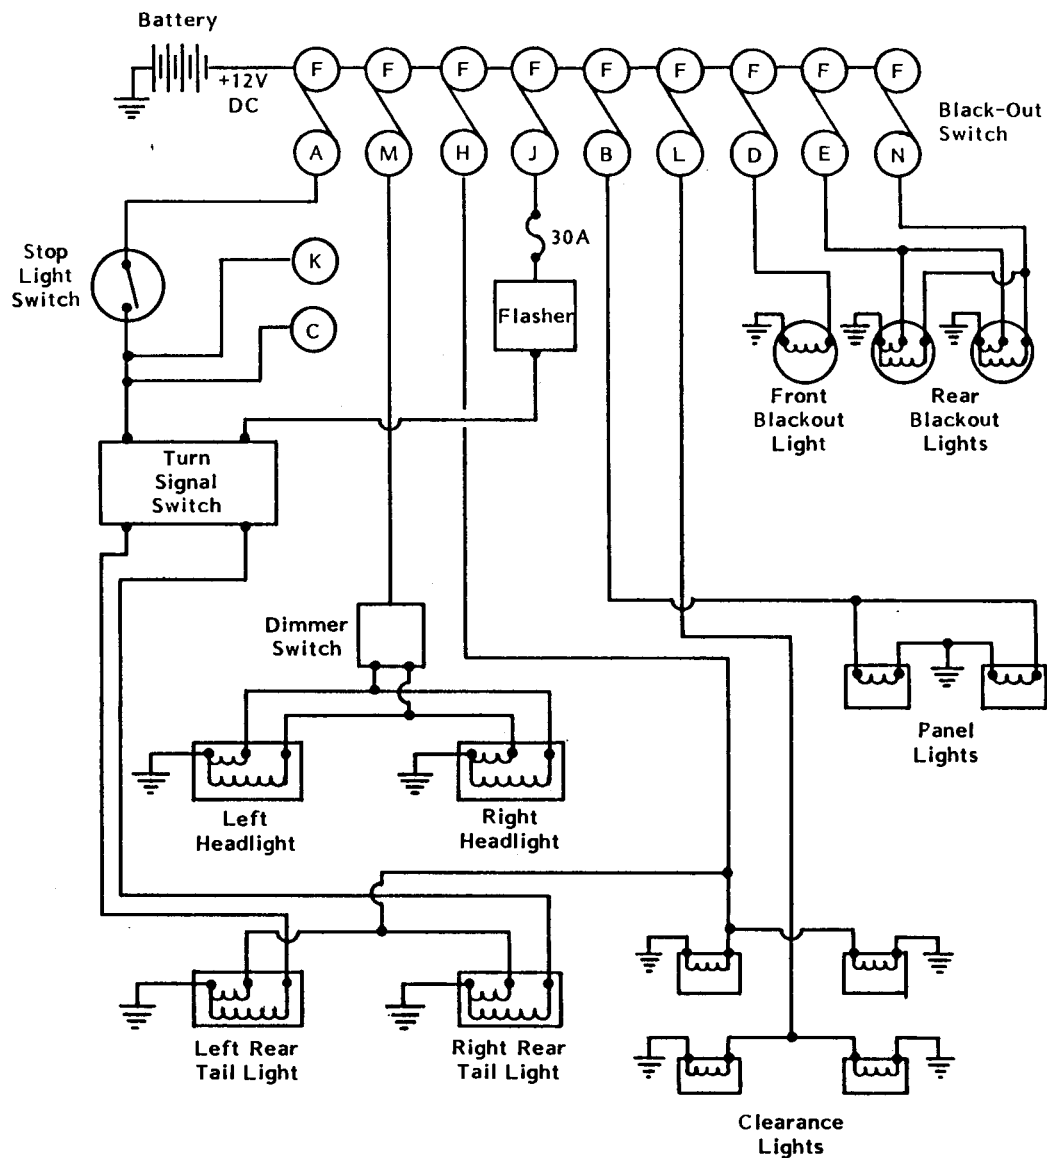 Battery
+12V
DC
F F F F F F F F F
Black-Out
Switch
A M H J B L D E N
Stop
Light
Switch
K
C
30A
Flasher
Front
Blackout
Light
Rear
Blackout
Lights
Turn
Signal
Switch
Dimmer
Switch
Panel
Lights
Left
Headlight
Right
Headlight
Left Rear
Tail Light
Right Rear
Tail Light
Clearance
Lights